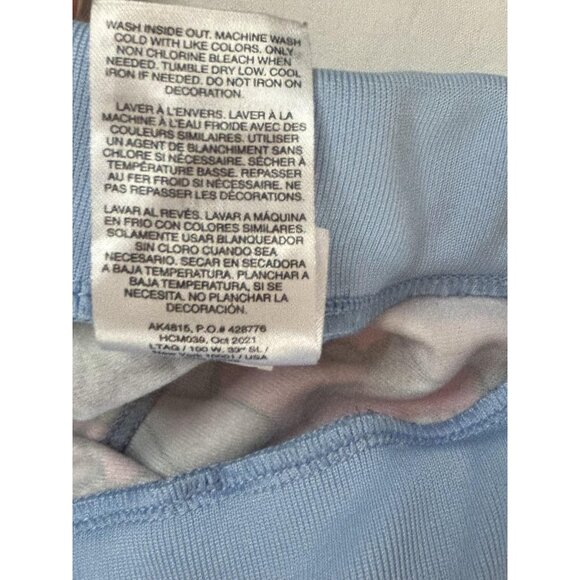 WASH INSIDE OUT. MACHINE WASH
COLD WITH LIKE COLORS. ONLY
NON CHLORINE BLEACH WHEN
NEEDED. TUMBLE DRY LOW. COOL
IRON IF NEEDED. DO NOT IRON ON
DECORATION.
LAVER À L'ENVERS. LAVER À LA
MACHINE À L'EAU FROIDE AVEC DES
COULEURS SIMILAIRES. UTILISER
UN AGENT DE BLANCHIMENT SANS
CHLORE SI NÉCESSAIRE. SÉCHER À
TEMPÉRATURE BASSE. REPASSER
AU FER FROID SI NÉCESSAIRE. NE
PAS REPASSER LES DÉCORATIONS.
LAVAR AL REVÉS. LAVAR A MÁQUINA
EN FRIO CON COLORES SIMILARES.
SOLAMENTE USAR BLANQUEADOR
SIN CLORO CUANDO SEA
NECESARIO. SECAR EN SECADORA
A BAJA TEMPERATURA. PLANCHAR A
BAJA TEMPERATURA, SI SE
NECESITA. NO PLANCHAR LA
DECORACIÓN.
AK4815, P.O.# 428776
HCM039, Oct 2021
LTAG / 100 W. 33rd St. /
New York 10001 / USA